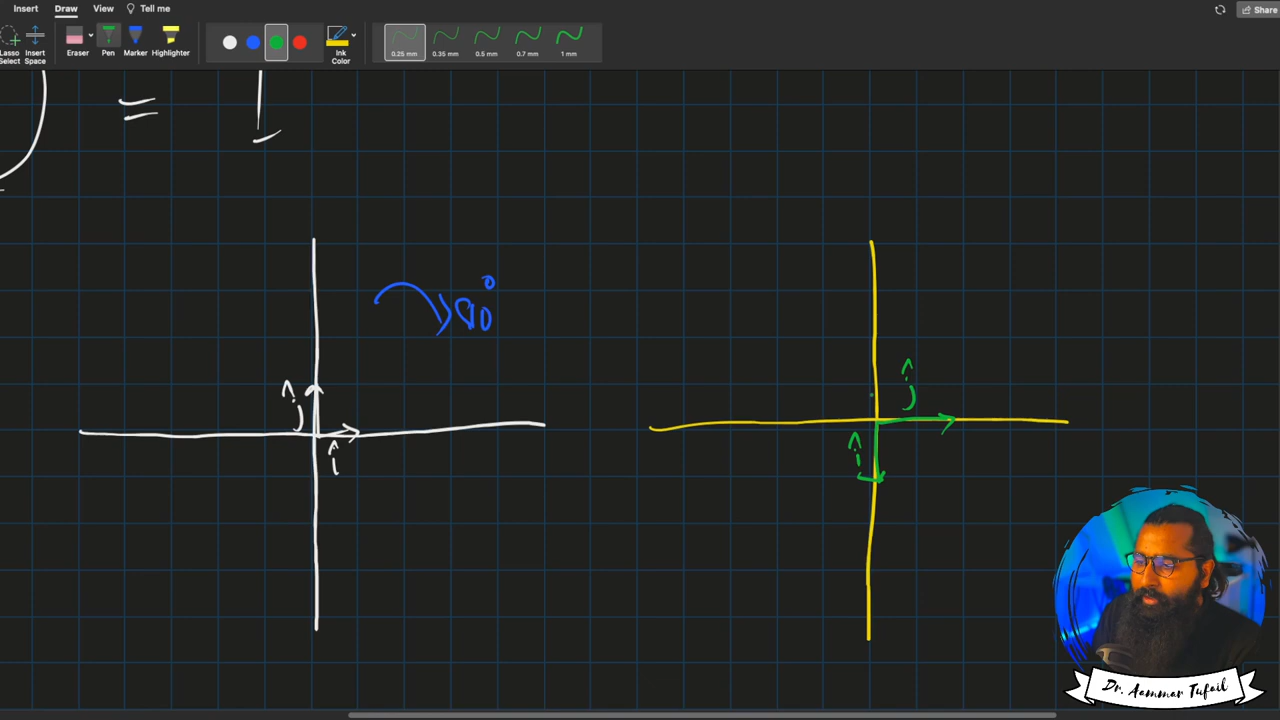 Insert Draw View Tell me Share
Lasso Select Insert Space Eraser Pen Marker Highlighter Ink Color 0.25 mm 0.35 mm 0.5 mm 0.7 mm 1 mm
= 1
90°
ĵ
î
ĵ
î
Dr. Aammar Tufail